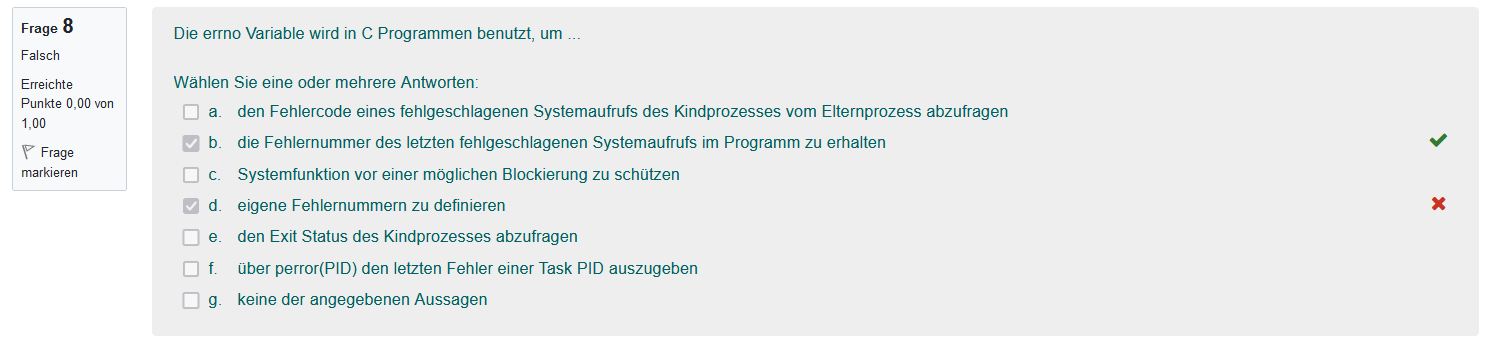 Frage 8
Falsch
Erreichte
Punkte 0,00 von
1,00
Frage
markieren
Die errno Variable wird in C Programmen benutzt, um ...
Wählen Sie eine oder mehrere Antworten:
a. den Fehlercode eines fehlgeschlagenen Systemaufrufs des Kindprozesses vom Elternprozess abzufragen
b. die Fehlernummer des letzten fehlgeschlagenen Systemaufrufs im Programm zu erhalten
c. Systemfunktion vor einer möglichen Blockierung zu schützen
d. eigene Fehlernummern zu definieren
e. den Exit Status des Kindprozesses abzufragen
f. über perror(PID) den letzten Fehler einer Task PID auszugeben
g. keine der angegebenen Aussagen